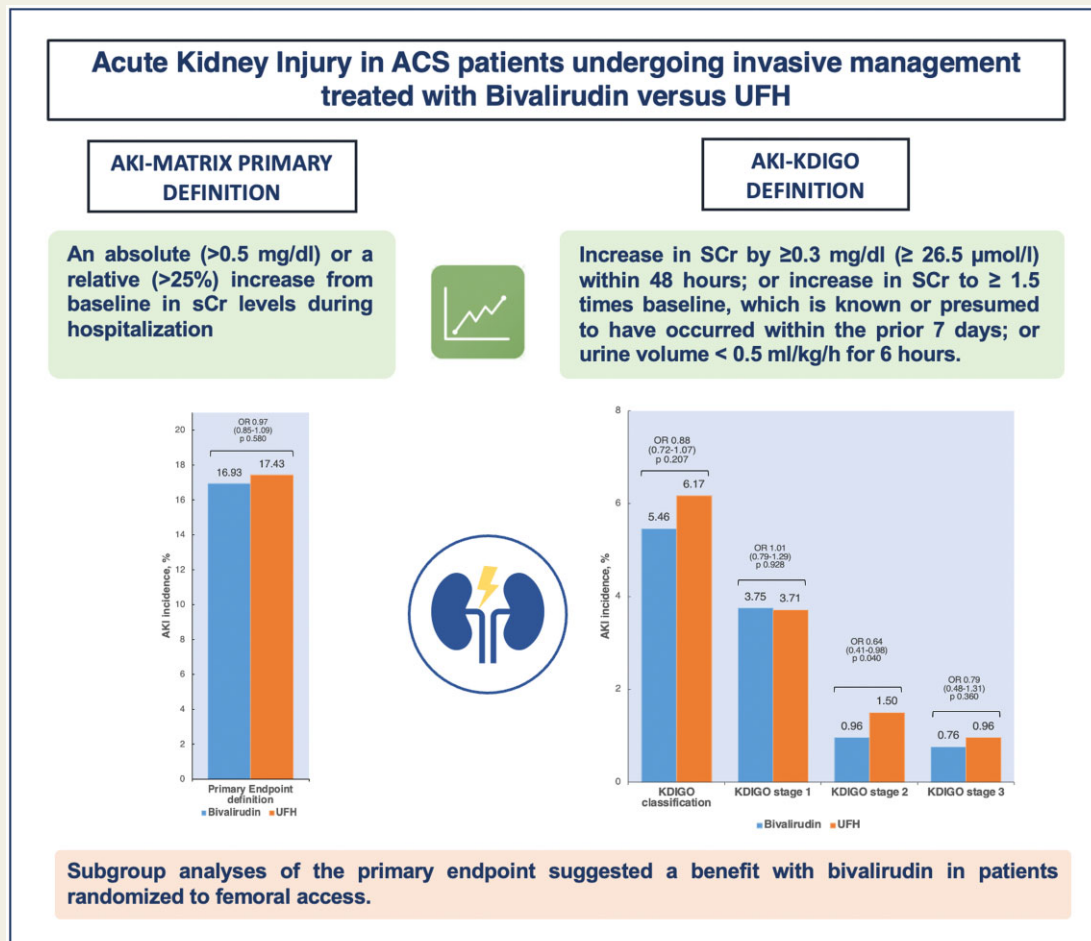 Acute Kidney Injury in ACS patients undergoing invasive management
treated with Bivalirudin versus UFH
AKI-MATRIX PRIMARY
DEFINITION
An absolute (>0.5 mg/dl) or a
relative (>25%) increase from
baseline in sCr levels during
hospitalization
AKI-KDIGO
DEFINITION
Increase in SCr by ≥0.3 mg/dl (≥ 26.5 μmol/l)
within 48 hours; or increase in SCr to ≥ 1.5
times baseline, which is known or presumed
to have occurred within the prior 7 days; or
urine volume < 0.5 ml/kg/h for 6 hours.
AKI incidence, %
20
18
16
14
12
10
8
6
4
2
0
OR 0.97
(0.85-1.09)
p 0.580
16.93
17.43
Primary Endpoint
definition
Bivalirudin UFH
AKI incidence, %
8
6
4
2
0
OR 0.88
(0.72-1.07)
p 0.207
5.46
6.17
OR 1.01
(0.79-1.29)
p 0.928
3.75
3.71
OR 0.64
(0.41-0.98)
p 0.040
0.96
1.50
OR 0.79
(0.48-1.31)
p 0.360
0.76
0.96
KDIGO
classification
KDIGO stage 1
KDIGO stage 2
KDIGO stage 3
Bivalirudin UFH
Subgroup analyses of the primary endpoint suggested a benefit with bivalirudin in patients
randomized to femoral access.